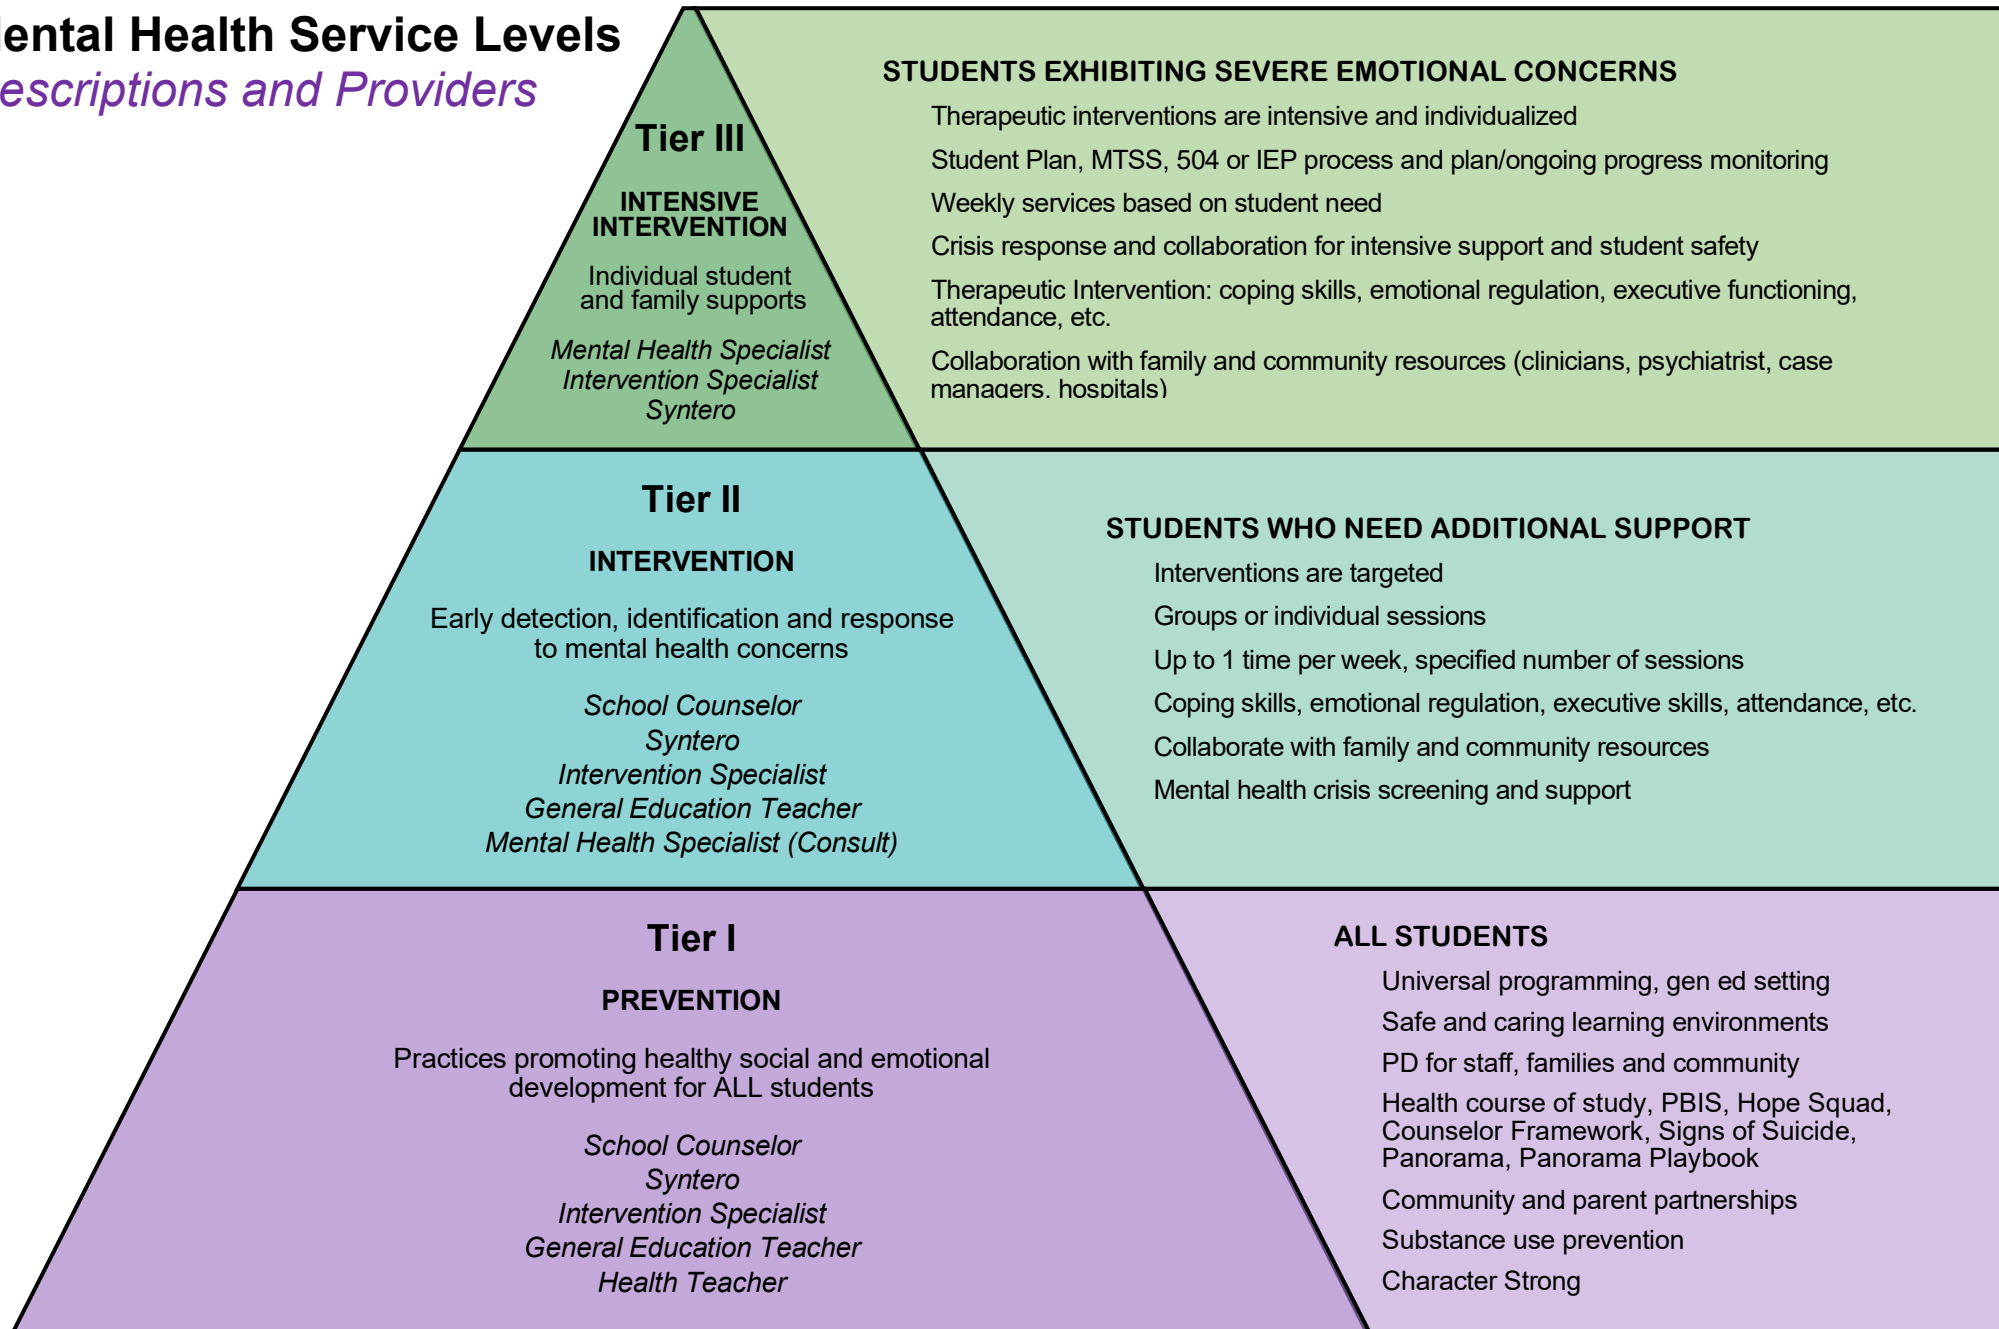 ental Health Service Levels
escriptions and Providers
Tier III
INTENSIVE
INTERVENTION
Individual student
and family supports
Mental Health Specialist
Intervention Specialist
Syntero
STUDENTS EXHIBITING SEVERE EMOTIONAL CONCERNS
Therapeutic interventions are intensive and individualized
Student Plan, MTSS, 504 or IEP process and plan/ongoing progress monitoring
Weekly services based on student need
Crisis response and collaboration for intensive support and student safety
Therapeutic Intervention: coping skills, emotional regulation, executive functioning,
attendance, etc.
Collaboration with family and community resources (clinicians, psychiatrist, case
managers, hospitals)
Tier II
INTERVENTION
Early detection, identification and response
to mental health concerns
School Counselor
Syntero
Intervention Specialist
General Education Teacher
Mental Health Specialist (Consult)
STUDENTS WHO NEED ADDITIONAL SUPPORT
Interventions are targeted
Groups or individual sessions
Up to 1 time per week, specified number of sessions
Coping skills, emotional regulation, executive skills, attendance, etc.
Collaborate with family and community resources
Mental health crisis screening and support
Tier I
PREVENTION
Practices promoting healthy social and emotional
development for ALL students
School Counselor
Syntero
Intervention Specialist
General Education Teacher
Health Teacher
ALL STUDENTS
Universal programming, gen ed setting
Safe and caring learning environments
PD for staff, families and community
Health course of study, PBIS, Hope Squad,
Counselor Framework, Signs of Suicide,
Panorama, Panorama Playbook
Community and parent partnerships
Substance use prevention
Character Strong